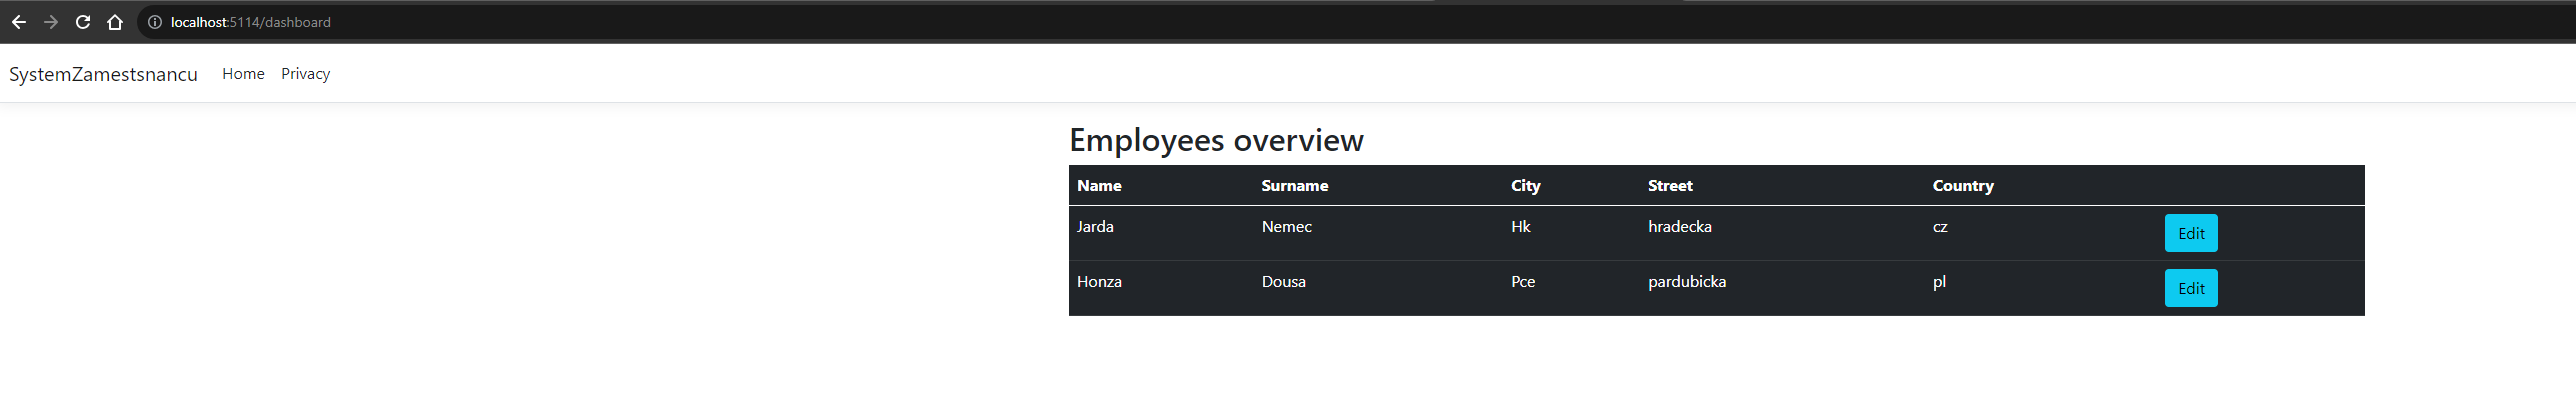 localhost:5114/dashboard
SystemZamestsnancu Home Privacy
Employees overview
Name Surname City Street Country
Jarda Nemec Hk hradecka cz Edit
Honza Dousa Pce pardubicka pl Edit